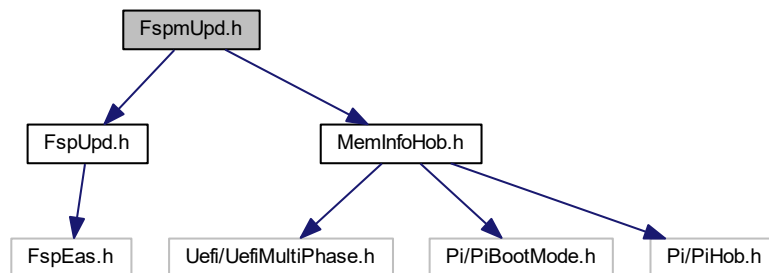 FspmUpd.h
FspUpd.h
MemInfoHob.h
FspEas.h
Uefi/UefiMultiPhase.h
Pi/PiBootMode.h
Pi/PiHob.h